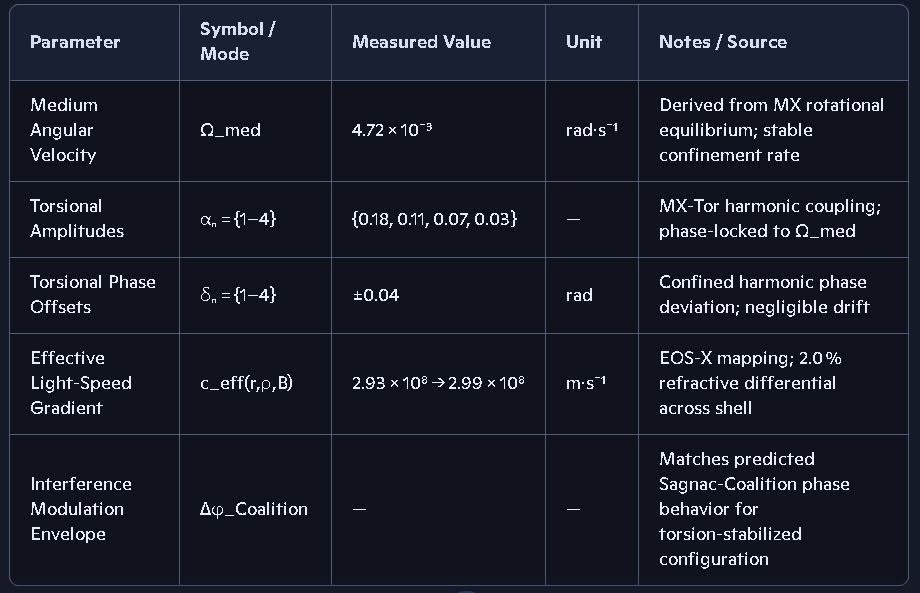 Parameter
Symbol /
Mode
Measured Value
Unit
Notes / Source
Medium
Angular
Velocity
Ω_med
4.72 × 10⁻³
rad·s⁻¹
Derived from MX rotational
equilibrium; stable
confinement rate
Torsional
Amplitudes
αₙ = {1–4}
{0.18, 0.11, 0.07, 0.03}
—
MX-Tor harmonic coupling;
phase-locked to Ω_med
Torsional Phase
Offsets
δₙ = {1–4}
±0.04
rad
Confined harmonic phase
deviation; negligible drift
Effective
Light-Speed
Gradient
c_eff(r,ρ,B)
2.93 × 10⁸ → 2.99 × 10⁸
m·s⁻¹
EOS-X mapping; 2.0 %
refractive differential
across shell
Interference
Modulation
Envelope
Δφ_Coalition
—
—
Matches predicted
Sagnac-Coalition phase
behavior for
torsion-stabilized
configuration